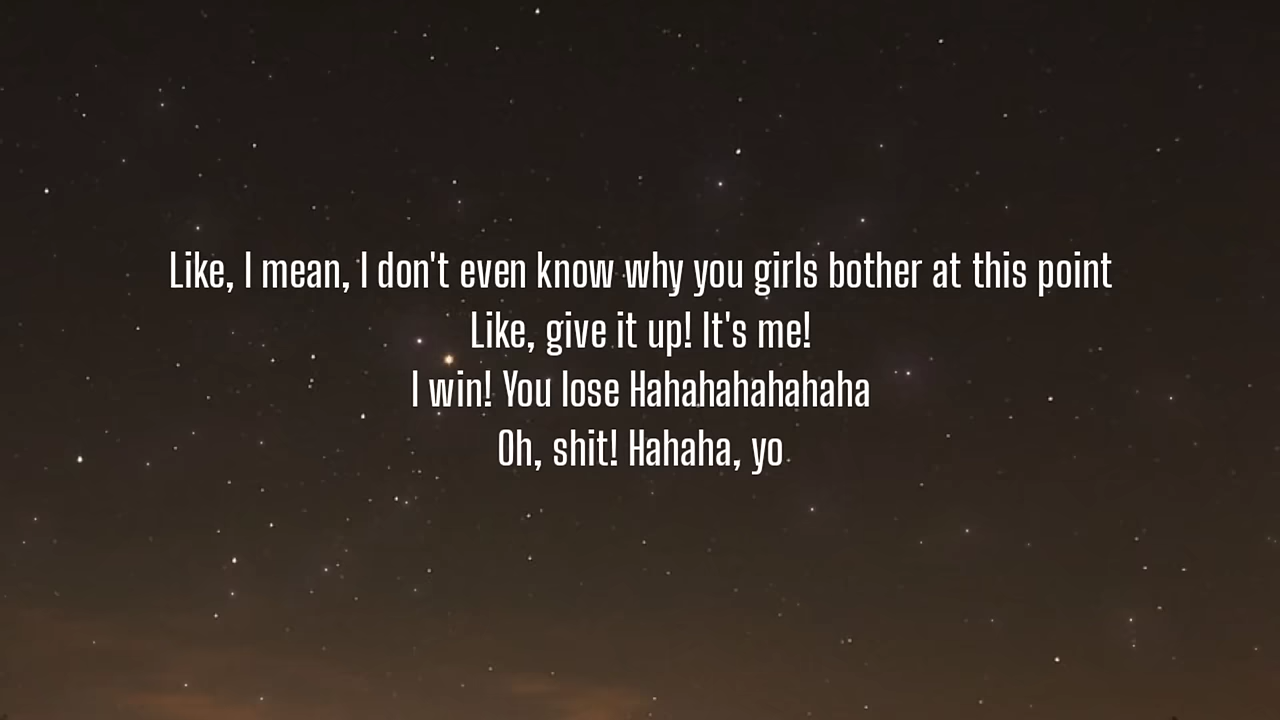 Like, I mean, I don't even know why you girls bother at this point
Like, give it up! It's me!
I win! You lose Hahahahahahaha
Oh, shit! Hahaha, yo